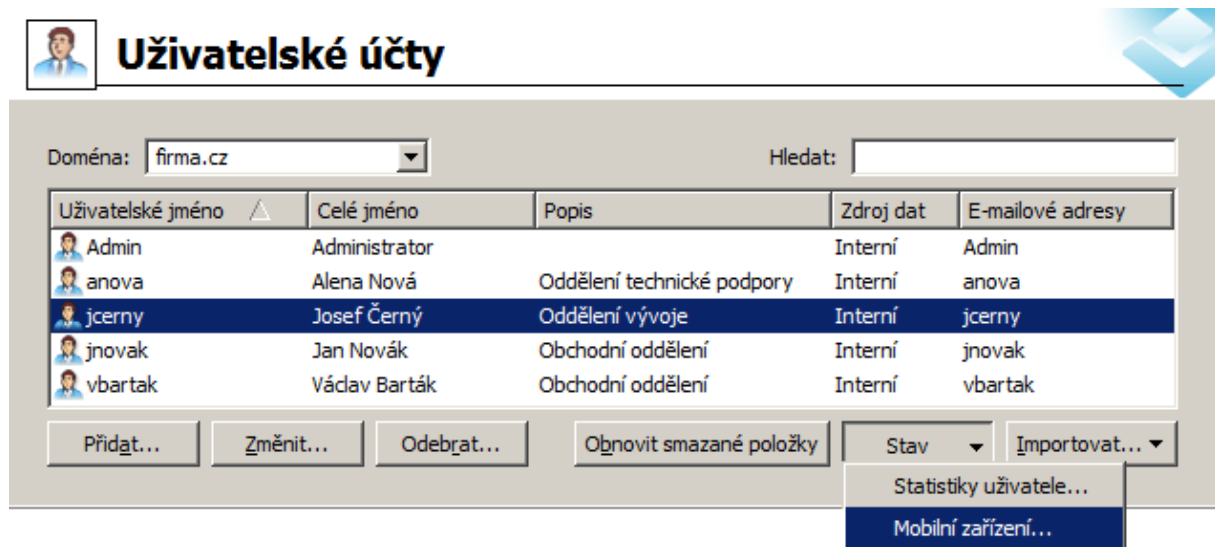 Uživatelské účty
Doména: firma.cz Hledat:
Uživatelské jméno Celé jméno Popis Zdroj dat E-mailové adresy
Admin Administrator Interní Admin
anova Alena Nová Oddělení technické podpory Interní anova
jcerny Josef Černý Oddělení vývoje Interní jcerny
jnovak Jan Novák Obchodní oddělení Interní jnovak
vbartak Václav Barták Obchodní oddělení Interní vbartak
Přidat... Změnit... Odebrat... Obnovit smazané položky Stav Importovat...
Statistiky uživatele...
Mobilní zařízení...